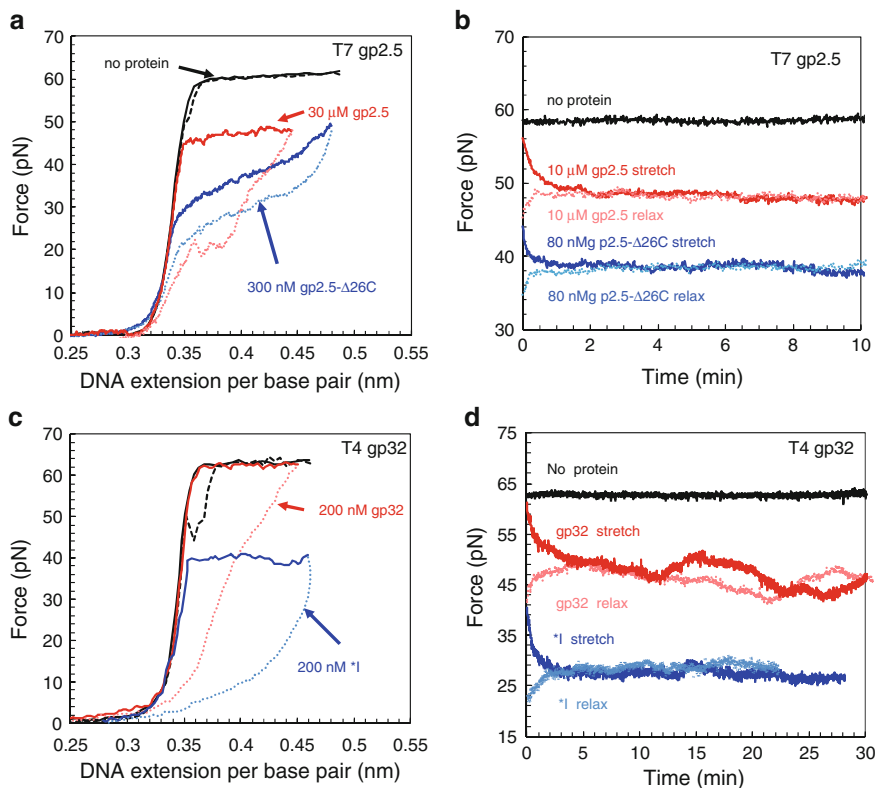 a
T7 gp2.5
Force (pN)
70
60
50
40
30
20
10
0
no protein
30 μM gp2.5
300 nM gp2.5-Δ26C
0.25
0.3
0.35
0.4
0.45
0.5
0.55
DNA extension per base pair (nm)
b
T7 gp2.5
Force (pN)
70
60
50
40
30
no protein
10 μM gp2.5 stretch
10 μM gp2.5 relax
80 nMg p2.5-Δ26C stretch
80 nMg p2.5-Δ26C relax
0
2
4
6
8
10
Time (min)
c
T4 gp32
Force (pN)
70
60
50
40
30
20
10
0
200 nM gp32
200 nM *I
0.25
0.3
0.35
0.4
0.45
0.5
0.55
DNA extension per base pair (nm)
d
T4 gp32
Force (pN)
75
65
55
45
35
25
15
No protein
gp32 stretch
gp32 relax
*I stretch
*I relax
0
5
10
15
20
25
30
Time (min)